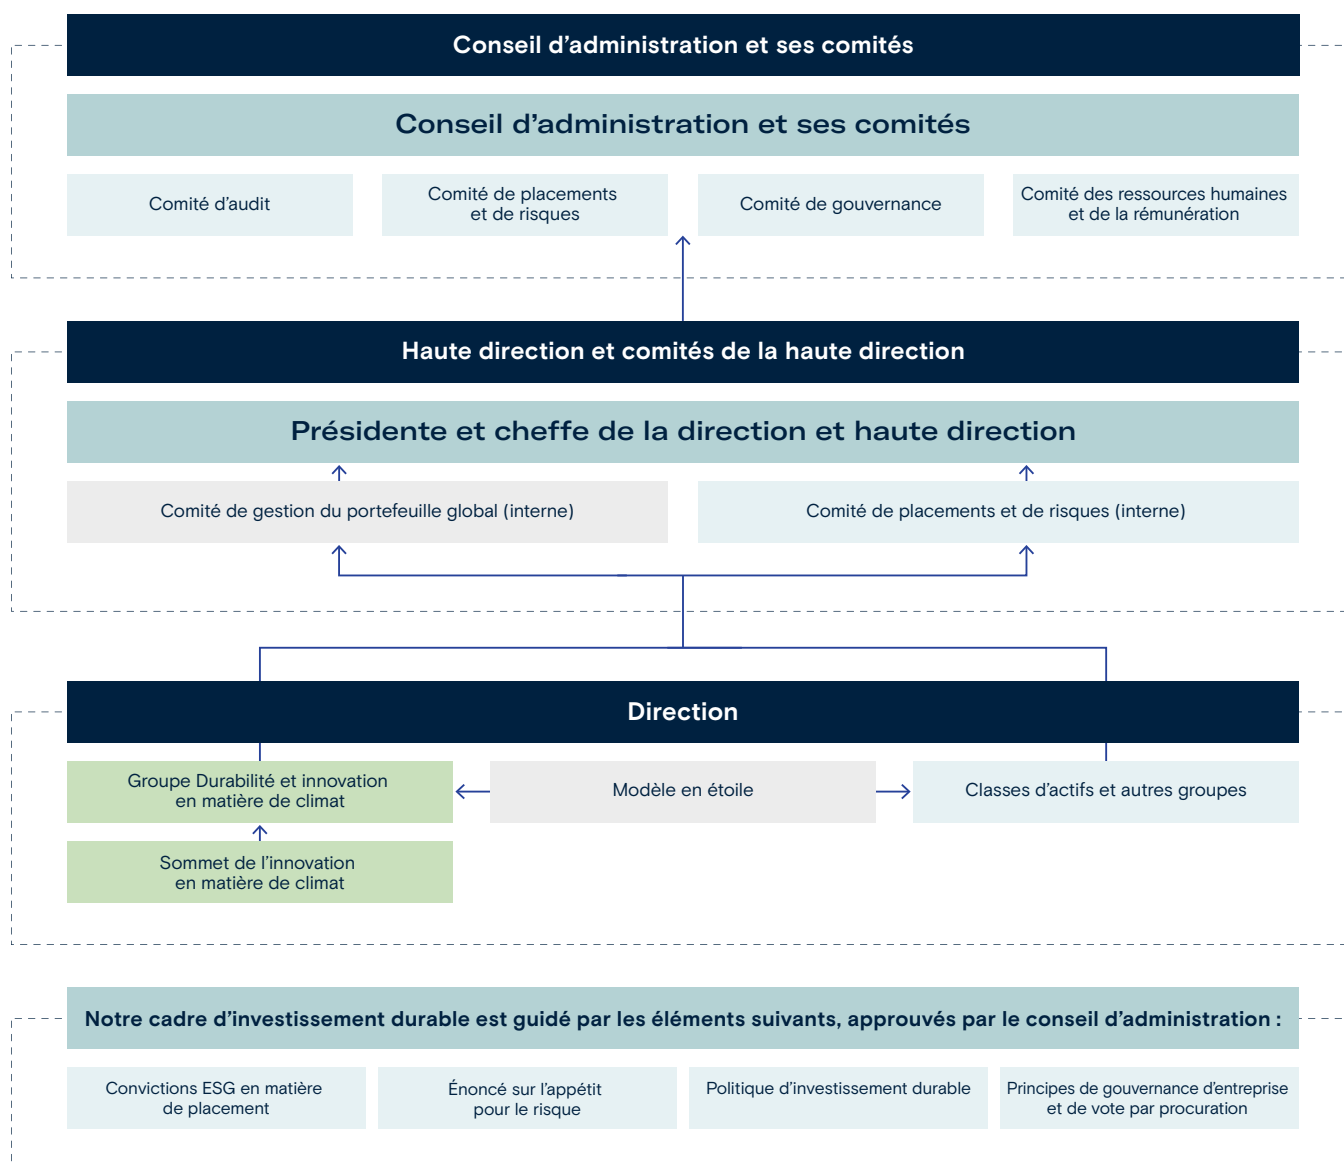 Conseil d’administration et ses comités
Conseil d’administration et ses comités
Comité d’audit
Comité de placements
et de risques
Comité de gouvernance
Comité des ressources humaines
et de la rémunération
Haute direction et comités de la haute direction
Présidente et cheffe de la direction et haute direction
Comité de gestion du portefeuille global (interne)
Comité de placements et de risques (interne)
Direction
Groupe Durabilité et innovation
en matière de climat
Modèle en étoile
Classes d’actifs et autres groupes
Sommet de l’innovation
en matière de climat
Notre cadre d’investissement durable est guidé par les éléments suivants, approuvés par le conseil d’administration :
Convictions ESG en matière
de placement
Énoncé sur l’appétit
pour le risque
Politique d’investissement durable
Principes de gouvernance d’entreprise
et de vote par procuration